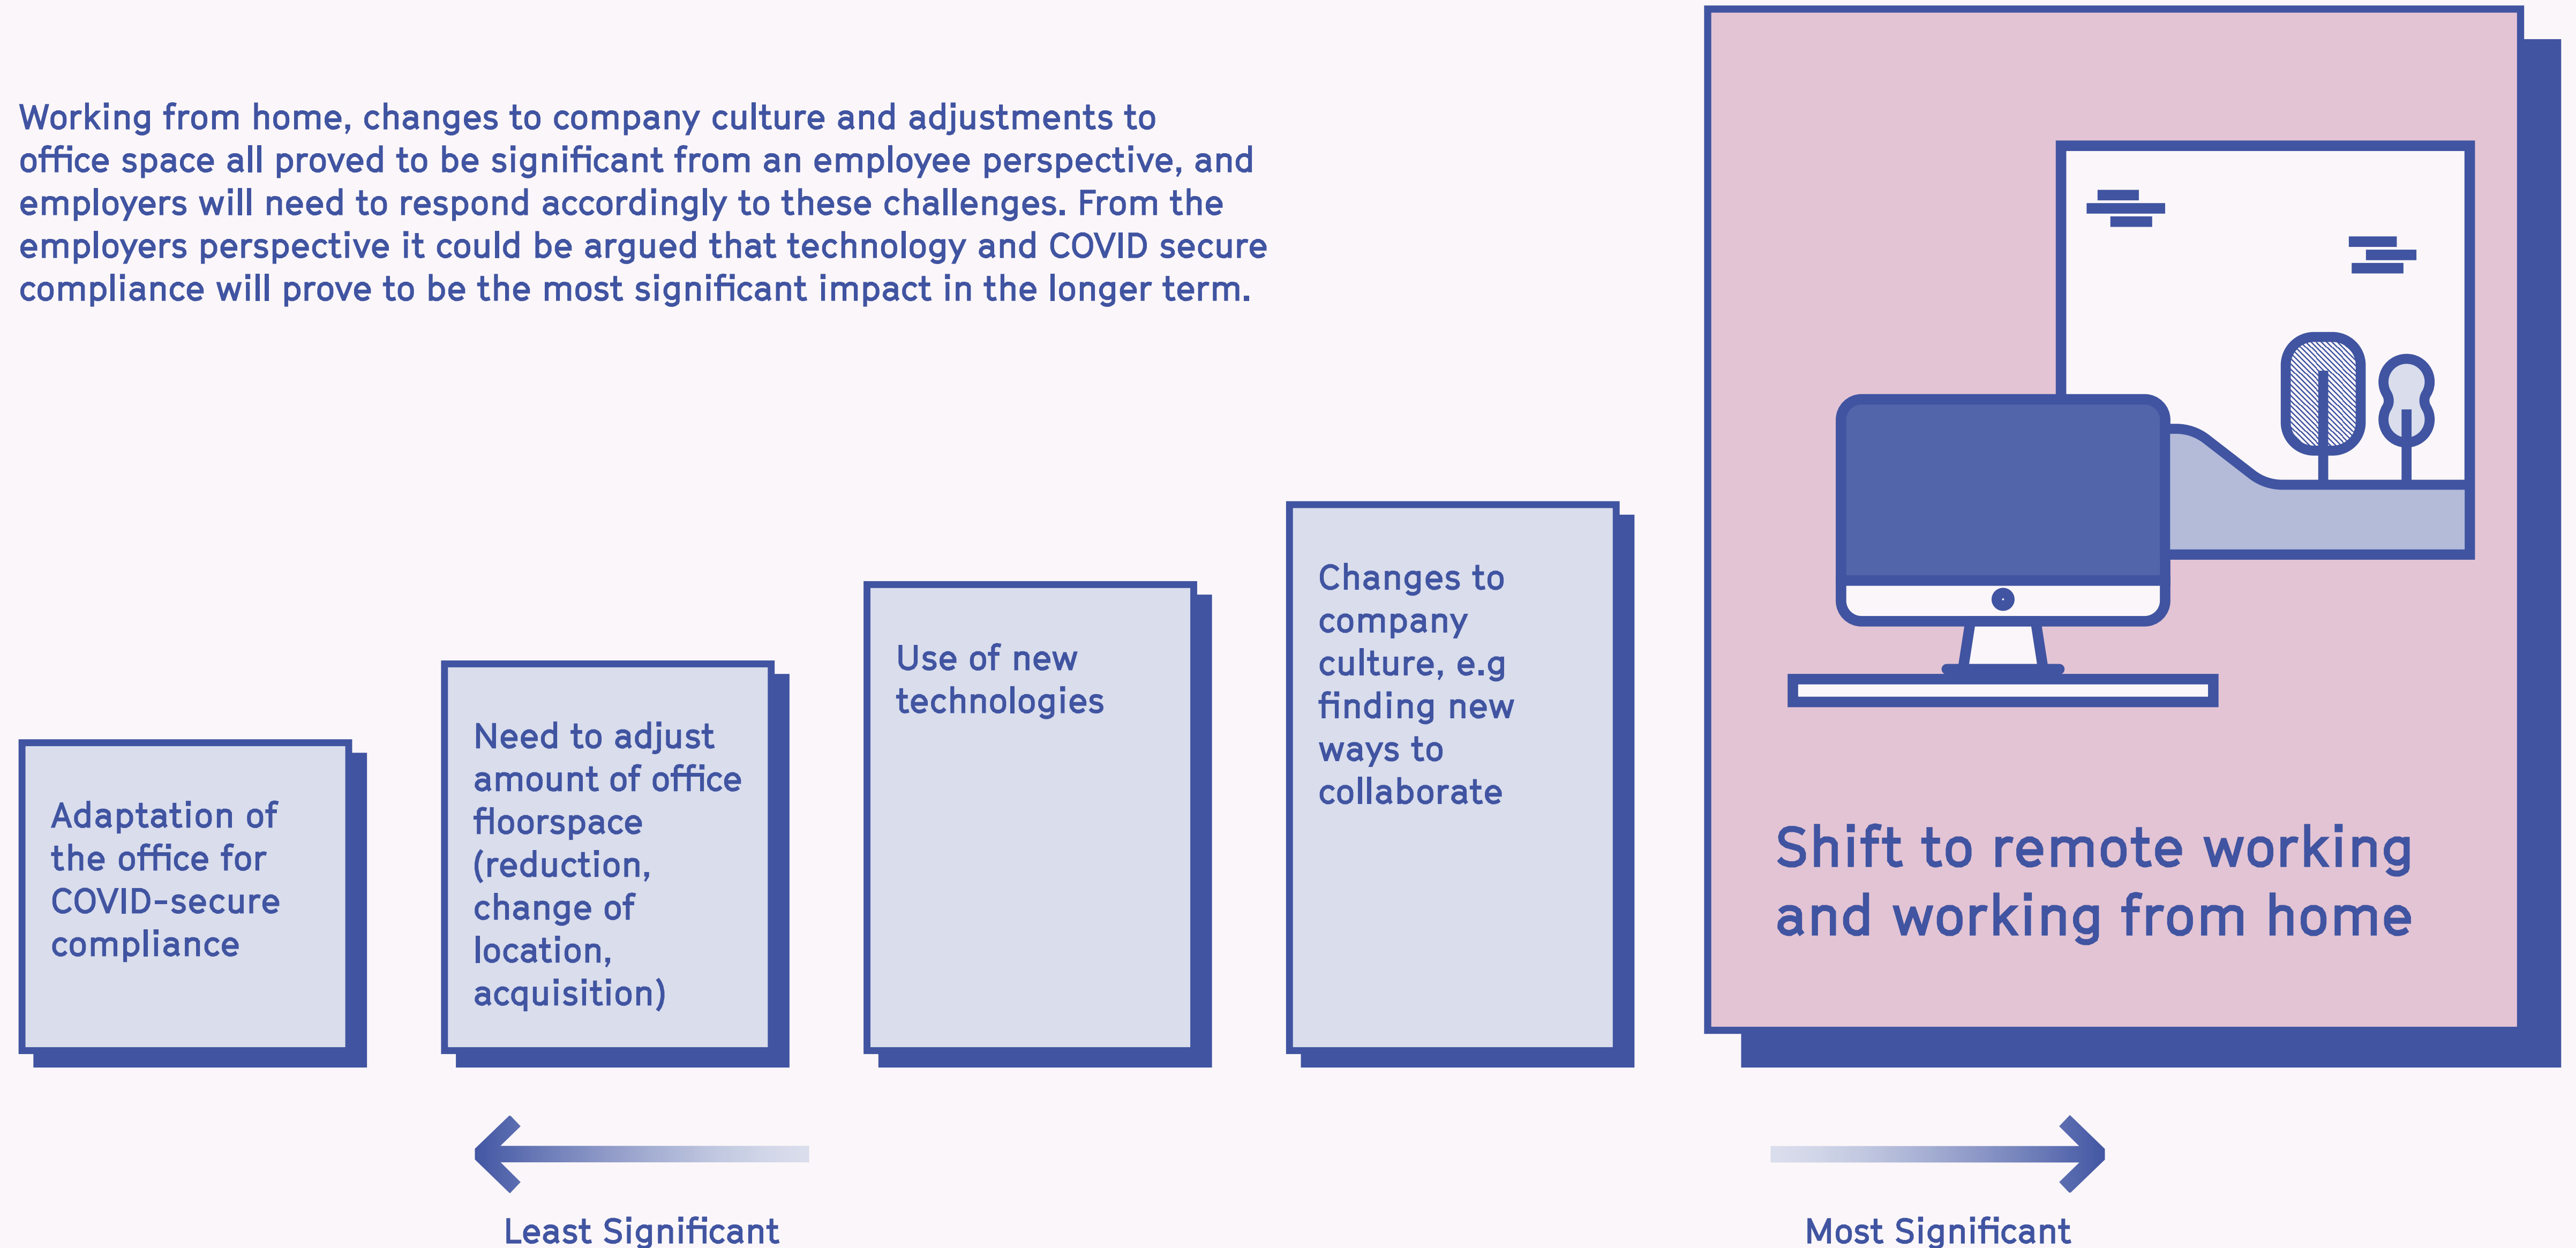 Working from home, changes to company culture and adjustments to
office space all proved to be significant from an employee perspective, and
employers will need to respond accordingly to these challenges. From the
employers perspective it could be argued that technology and COVID secure
compliance will prove to be the most significant impact in the longer term.
Adaptation of
the office for
COVID-secure
compliance
Need to adjust
amount of office
floorspace
(reduction,
change of
location,
acquisition)
Use of new
technologies
Changes to
company
culture, e.g
finding new
ways to
collaborate
Shift to remote working
and working from home
Least Significant
Most Significant